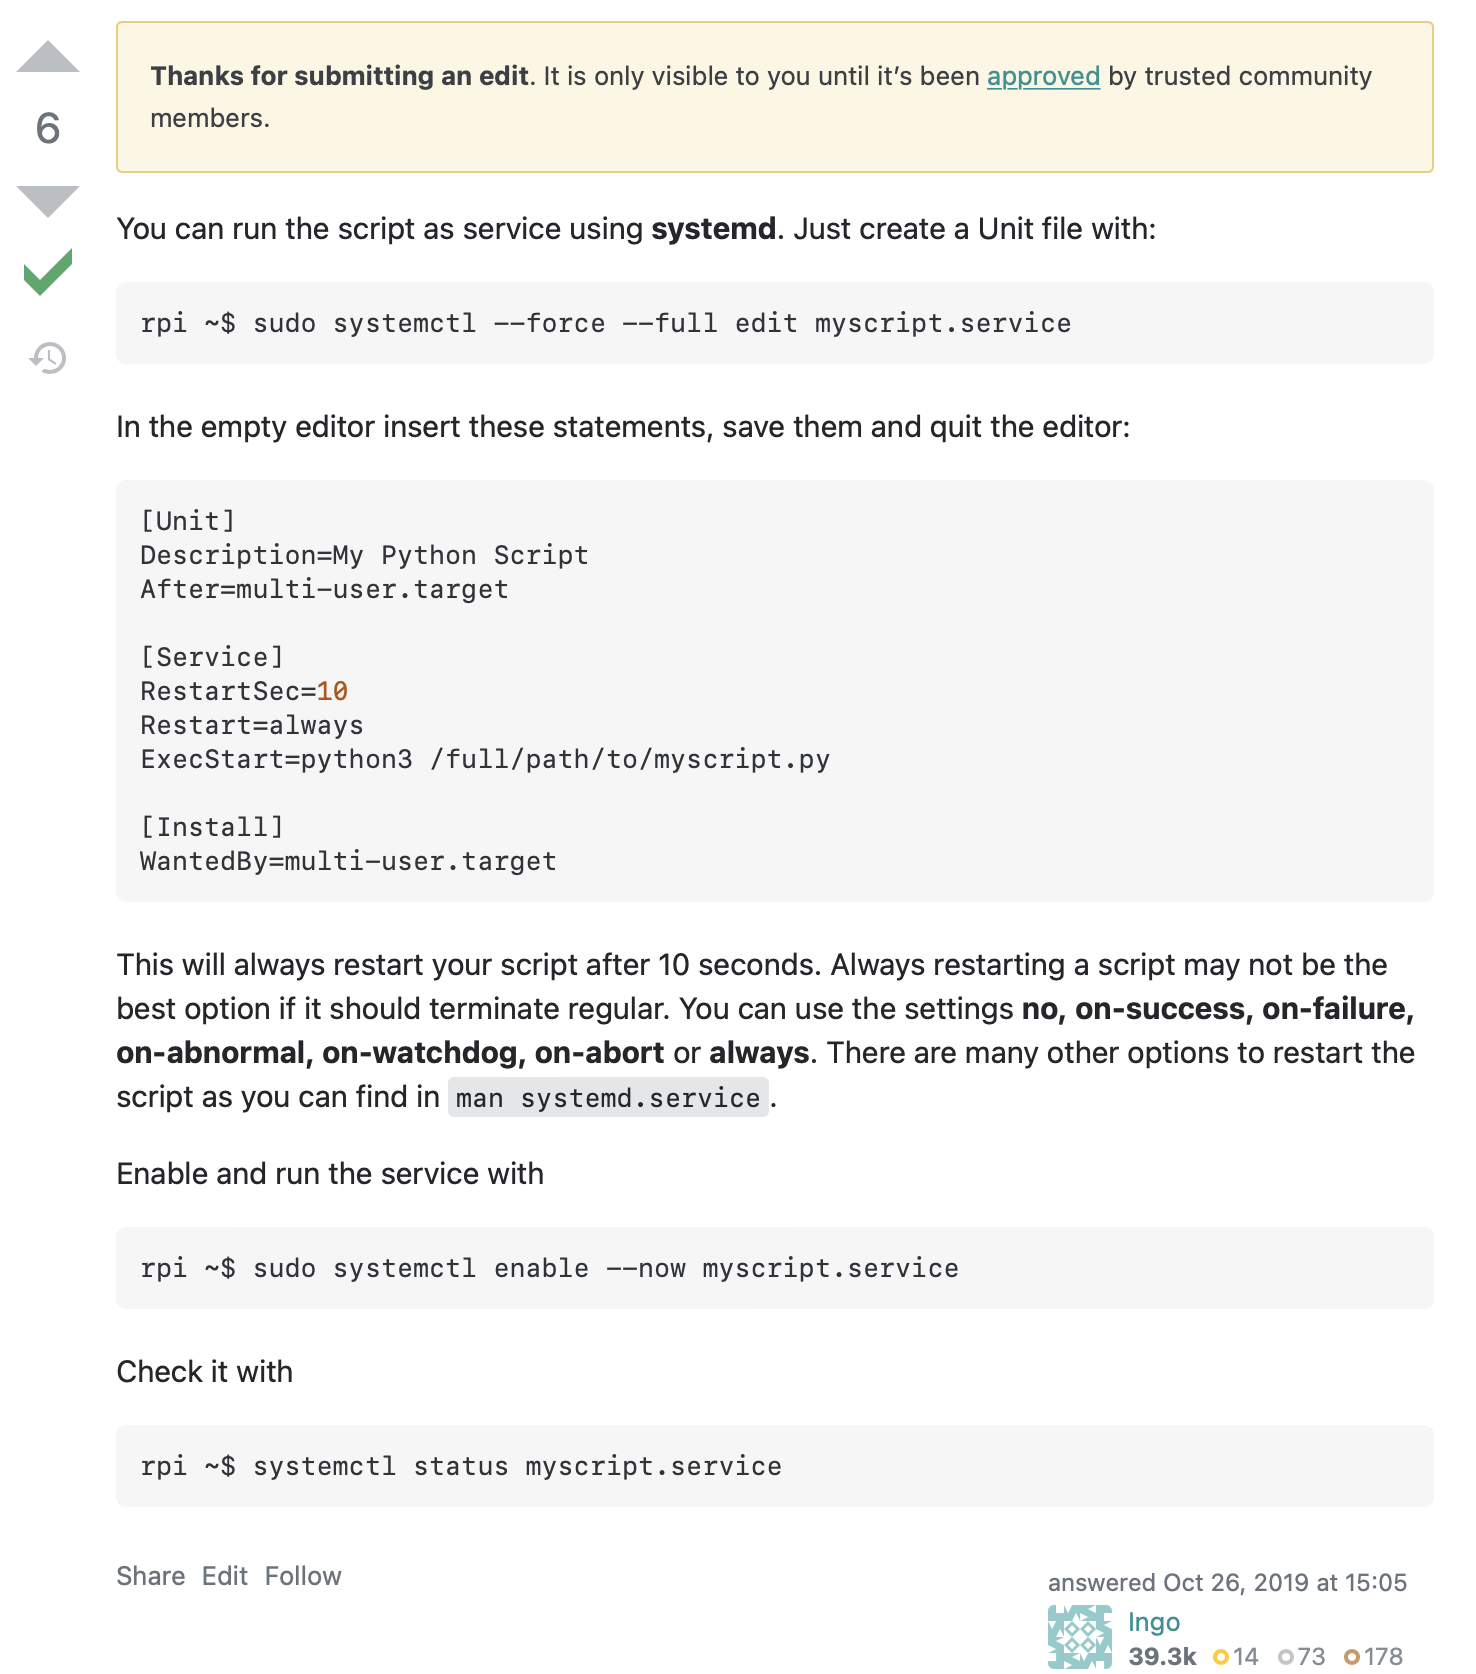 Thanks for submitting an edit. It is only visible to you until it’s been approved by trusted community
members.
6
You can run the script as service using systemd. Just create a Unit file with:
rpi ~$ sudo systemctl --force --full edit myscript.service
In the empty editor insert these statements, save them and quit the editor:
[Unit]
Description=My Python Script
After=multi-user.target
[Service]
RestartSec=10
Restart=always
ExecStart=python3 /full/path/to/myscript.py
[Install]
WantedBy=multi-user.target
This will always restart your script after 10 seconds. Always restarting a script may not be the
best option if it should terminate regular. You can use the settings no, on-success, on-failure,
on-abnormal, on-watchdog, on-abort or always. There are many other options to restart the
script as you can find in man systemd.service.
Enable and run the service with
rpi ~$ sudo systemctl enable --now myscript.service
Check it with
rpi ~$ systemctl status myscript.service
Share Edit Follow
answered Oct 26, 2019 at 15:05
Ingo
39.3k 14 73 178